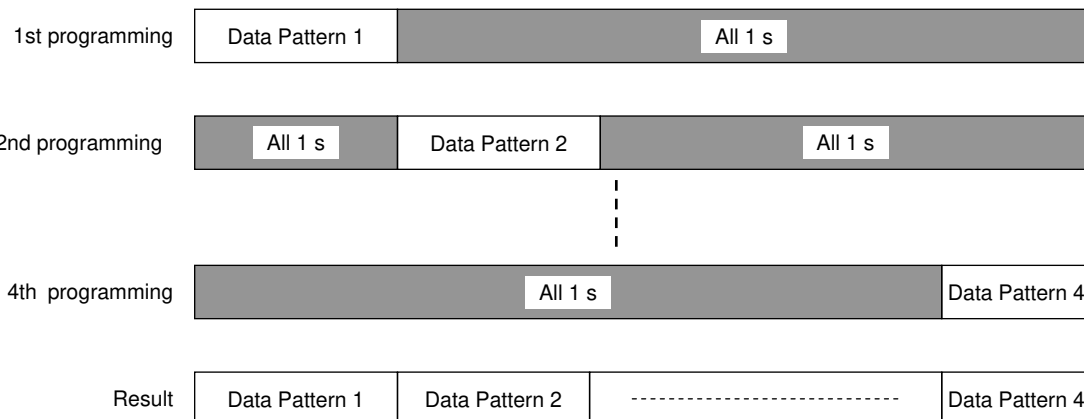 1st programming Data Pattern 1 All 1 s
2nd programming All 1 s Data Pattern 2 All 1 s
4th programming All 1 s Data Pattern 4
Result Data Pattern 1 Data Pattern 2 Data Pattern 4